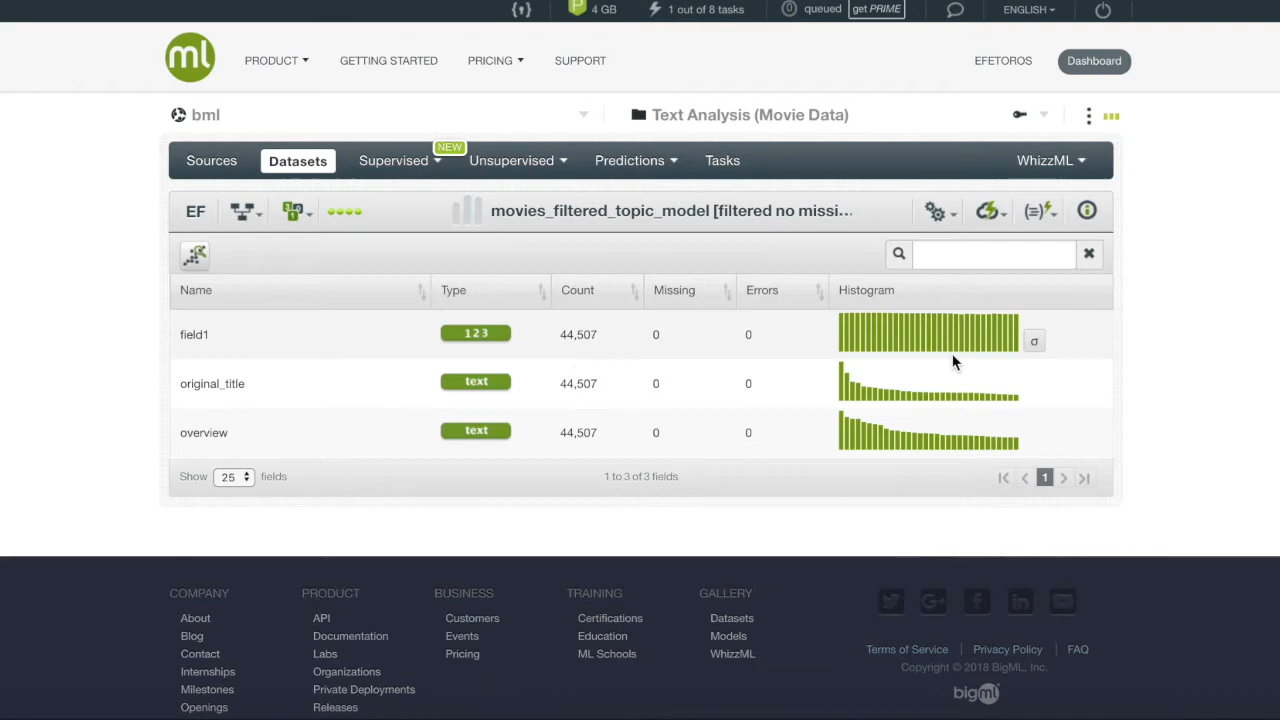 4 GB 1 out of 8 tasks 0 queued get PRIME ENGLISH
ml PRODUCT GETTING STARTED PRICING SUPPORT EFETOROS Dashboard
bml Text Analysis (Movie Data)
NEW
Sources Datasets Supervised Unsupervised Predictions Tasks WhizzML
EF movies_filtered_topic_model [filtered no missi...
Name Type Count Missing Errors Histogram
field1 1 2 3 44,507 0 0 σ
original_title text 44,507 0 0
overview text 44,507 0 0
Show 25 fields 1 to 3 of 3 fields 1
COMPANY PRODUCT BUSINESS TRAINING GALLERY
About API Customers Certifications Datasets
Blog Documentation Events Education Models
Contact Labs Pricing ML Schools WhizzML Terms of Service | Privacy Policy | FAQ
Internships Organizations Copyright © 2018 BigML, Inc.
Milestones Private Deployments bigml
Openings Releases